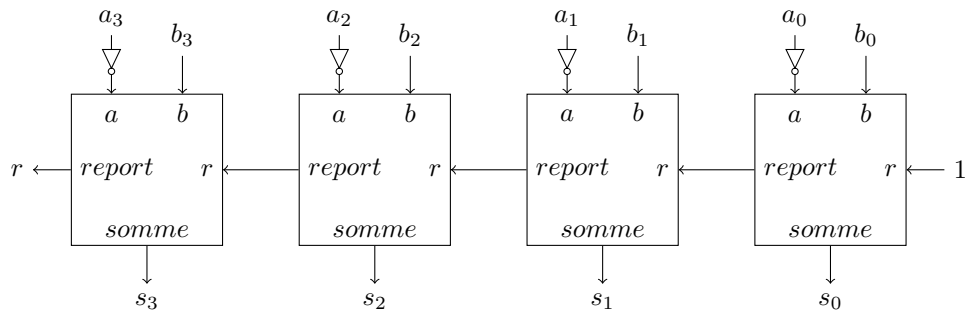 a3 a2 a1 a0
b3 b2 b1 b0
a b a b a b a b
r report r report r report r report r 1
somme somme somme somme
s3 s2 s1 s0